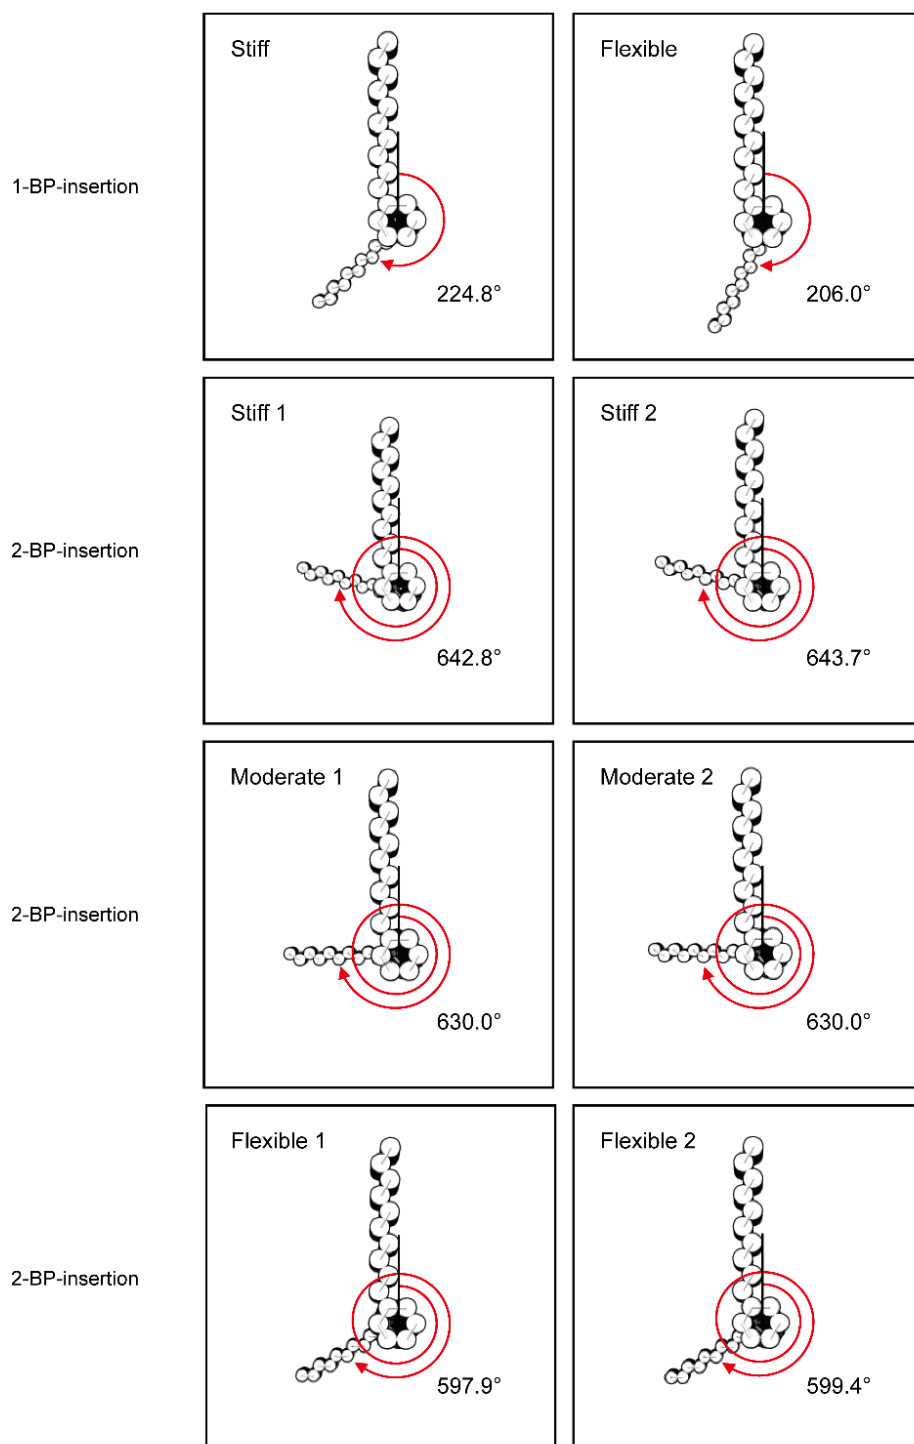 Stiff
Flexible
1-BP-insertion
224.8°
206.0°
Stiff 1
Stiff 2
2-BP-insertion
642.8°
643.7°
Moderate 1
Moderate 2
2-BP-insertion
630.0°
630.0°
Flexible 1
Flexible 2
2-BP-insertion
597.9°
599.4°